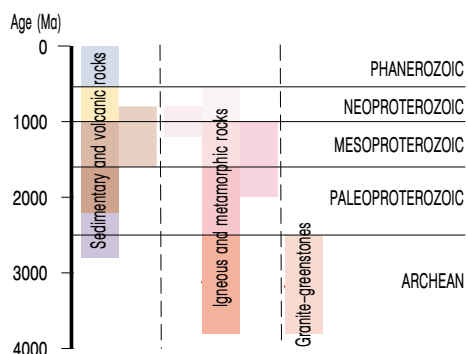 Age (Ma)
0
1000
2000
3000
4000
Sedimentary and volcanic rocks
Igneous and metamorphic rocks
Granite–greenstones
PHANEROZOIC
NEOPROTEROZOIC
MESOPROTEROZOIC
PALEOPROTEROZOIC
ARCHEAN